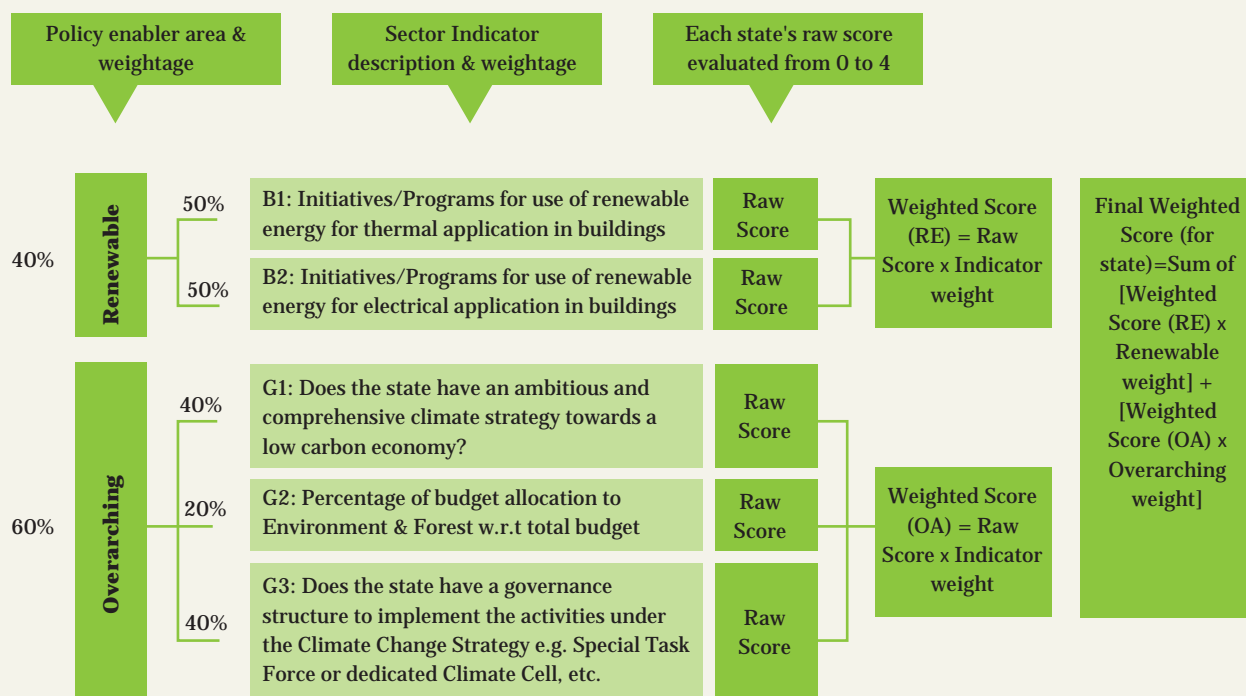 Policy enabler area &
weightage
Sector Indicator
description & weightage
Each state's raw score
evaluated from 0 to 4
40%
Renewable
50%
B1: Initiatives/Programs for use of renewable
energy for thermal application in buildings
Raw
Score
50%
B2: Initiatives/Programs for use of renewable
energy for electrical application in buildings
Raw
Score
Weighted Score
(RE) = Raw
Score x Indicator
weight
60%
Overarching
40%
G1: Does the state have an ambitious and
comprehensive climate strategy towards a
low carbon economy?
Raw
Score
20%
G2: Percentage of budget allocation to
Environment & Forest w.r.t total budget
Raw
Score
40%
G3: Does the state have a governance
structure to implement the activities under
the Climate Change Strategy e.g. Special Task
Force or dedicated Climate Cell, etc.
Raw
Score
Weighted Score
(OA) = Raw
Score x Indicator
weight
Final Weighted
Score (for
state)=Sum of
[Weighted
Score (RE) x
Renewable
weight] +
[Weighted
Score (OA) x
Overarching
weight]